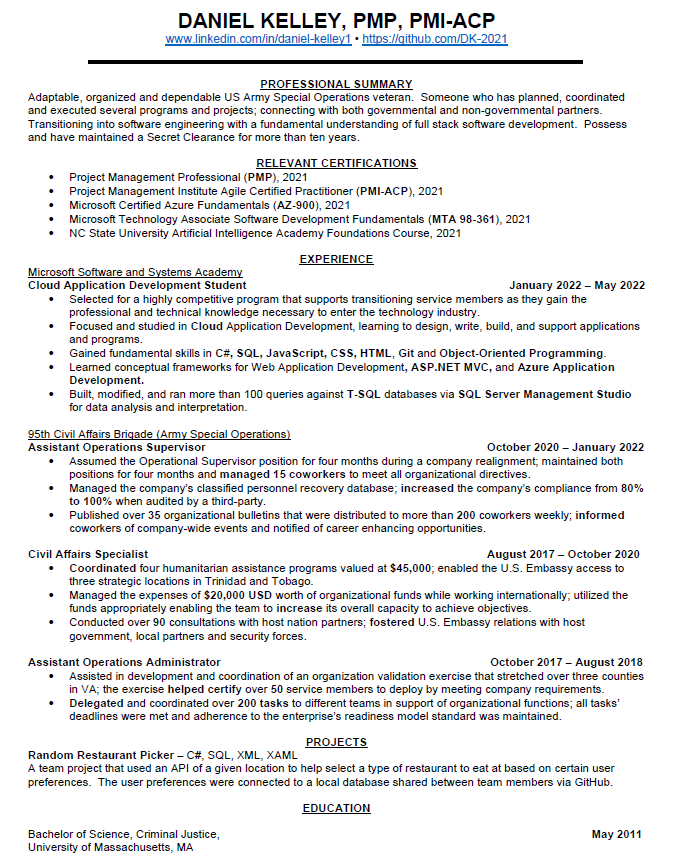 DANIEL KELLEY, PMP, PMI-ACP
www.linkedin.com/in/daniel-kelley1 • https://github.com/DK-2021
PROFESSIONAL SUMMARY
Adaptable, organized and dependable US Army Special Operations veteran.  Someone who has planned, coordinated
and executed several programs and projects; connecting with both governmental and non-governmental partners.
Transitioning into software engineering with a fundamental understanding of full stack software development.  Possess
and have maintained a Secret Clearance for more than ten years.
RELEVANT CERTIFICATIONS
• Project Management Professional (PMP), 2021
• Project Management Institute Agile Certified Practitioner (PMI-ACP), 2021
• Microsoft Certified Azure Fundamentals (AZ-900), 2021
• Microsoft Technology Associate Software Development Fundamentals (MTA 98-361), 2021
• NC State University Artificial Intelligence Academy Foundations Course, 2021
EXPERIENCE
Microsoft Software and Systems Academy
Cloud Application Development Student January 2022 – May 2022
• Selected for a highly competitive program that supports transitioning service members as they gain the
professional and technical knowledge necessary to enter the technology industry.
• Focused and studied in Cloud Application Development, learning to design, write, build, and support applications
and programs.
• Gained fundamental skills in C#, SQL, JavaScript, CSS, HTML, Git and Object-Oriented Programming.
• Learned conceptual frameworks for Web Application Development, ASP.NET MVC, and Azure Application
Development.
• Built, modified, and ran more than 100 queries against T-SQL databases via SQL Server Management Studio
for data analysis and interpretation.
95th Civil Affairs Brigade (Army Special Operations)
Assistant Operations Supervisor October 2020 – January 2022
• Assumed the Operational Supervisor position for four months during a company realignment; maintained both
positions for four months and managed 15 coworkers to meet all organizational directives.
• Managed the company's classified personnel recovery database; increased the company's compliance from 80%
to 100% when audited by a third-party.
• Published over 35 organizational bulletins that were distributed to more than 200 coworkers weekly; informed
coworkers of company-wide events and notified of career enhancing opportunities.
Civil Affairs Specialist August 2017 – October 2020
• Coordinated four humanitarian assistance programs valued at $45,000; enabled the U.S. Embassy access to
three strategic locations in Trinidad and Tobago.
• Managed the expenses of $20,000 USD worth of organizational funds while working internationally; utilized the
funds appropriately enabling the team to increase its overall capacity to achieve objectives.
• Conducted over 90 consultations with host nation partners; fostered U.S. Embassy relations with host
government, local partners and security forces.
Assistant Operations Administrator October 2017 – August 2018
• Assisted in development and coordination of an organization validation exercise that stretched over three counties
in VA; the exercise helped certify over 50 service members to deploy by meeting company requirements.
• Delegated and coordinated over 200 tasks to different teams in support of organizational functions; all tasks'
deadlines were met and adherence to the enterprise's readiness model standard was maintained.
PROJECTS
Random Restaurant Picker – C#, SQL, XML, XAML
A team project that used an API of a given location to help select a type of restaurant to eat at based on certain user
preferences.  The user preferences were connected to a local database shared between team members via GitHub.
EDUCATION
Bachelor of Science, Criminal Justice, May 2011
University of Massachusetts, MA